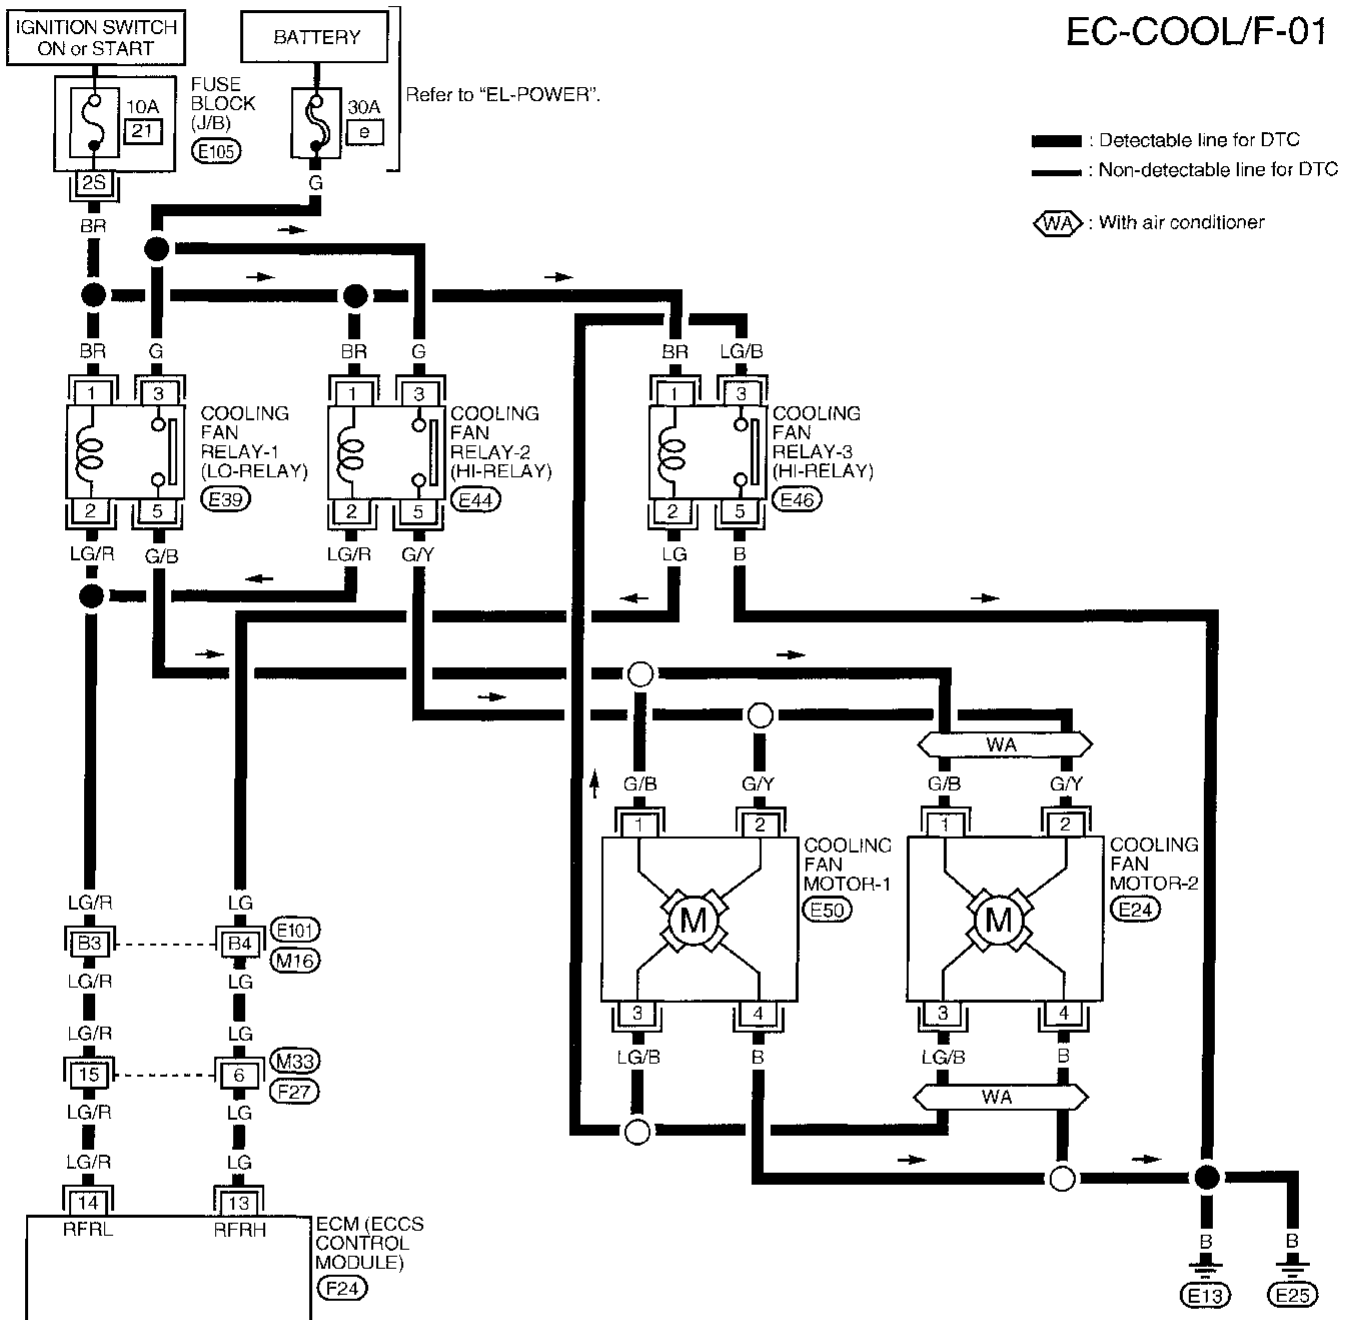 EC-COOL/F-01
IGNITION SWITCH
ON or START
BATTERY
Refer to "EL-POWER".
10A
21
FUSE
BLOCK
(J/B)
E105
30A
e
: Detectable line for DTC
: Non-detectable line for DTC
WA : With air conditioner
2S
G
BR
BR G BR G BR LG/B
1 3 1 3 1 3
COOLING
FAN
RELAY-1
(LO-RELAY)
E39
COOLING
FAN
RELAY-2
(HI-RELAY)
E44
COOLING
FAN
RELAY-3
(HI-RELAY)
E46
2 5 2 5 2 5
LG/R G/B LG/R G/Y LG B
WA
G/B G/Y G/B G/Y
1 2 1 2
COOLING
FAN
MOTOR-1
E50
COOLING
FAN
MOTOR-2
E24
M M
3 4 3 4
LG/B B LG/B B
WA
LG/R LG
B3 B4
E101
M16
LG/R LG
LG/R LG
15 6
M33
F27
LG/R LG
LG/R LG
14 13
RFRL RFRH
ECM (ECCS
CONTROL
MODULE)
F24
B B
E13 E25